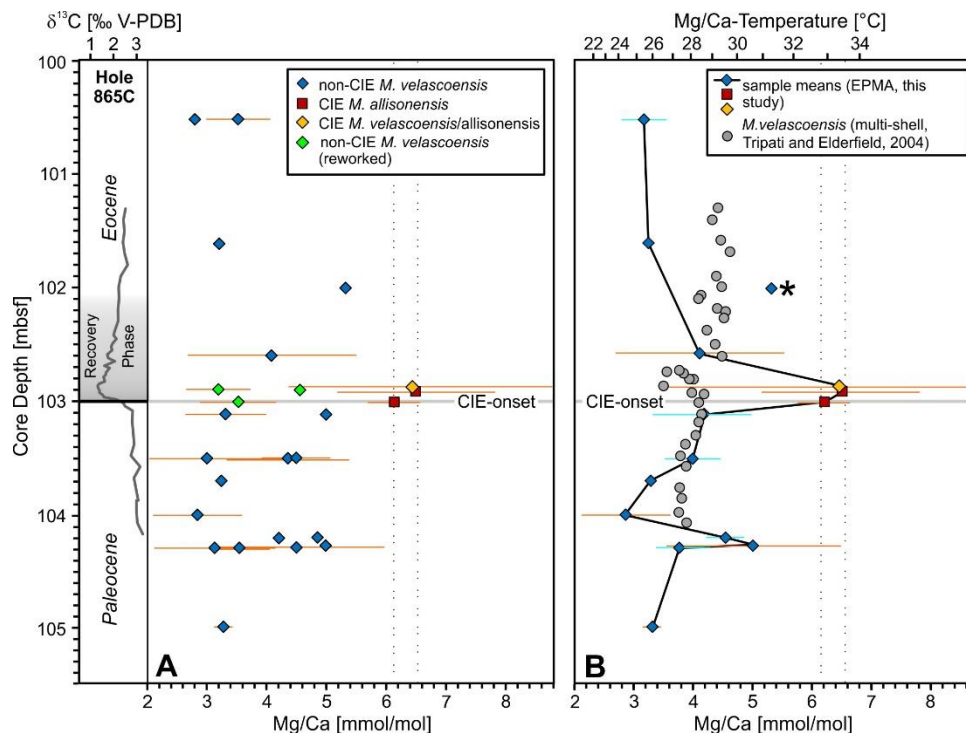 δ13C [‰ V-PDB]
1 2 3
Mg/Ca-Temperature [°C]
22 24 26 28 30 32 34
100
101
102
103
104
105
Core Depth [mbsf]
Hole
865C
Eocene
Recovery
Phase
Paleocene
non-CIE M. velascoensis
CIE M. allisonensis
CIE M. velascoensis/allisonensis
non-CIE M. velascoensis
(reworked)
CIE-onset
A
2 3 4 5 6 7 8
Mg/Ca [mmol/mol]
sample means (EPMA, this
study)
M.velascoensis (multi-shell,
Tripati and Elderfield, 2004)
*
CIE-onset
B
2 3 4 5 6 7 8
Mg/Ca [mmol/mol]